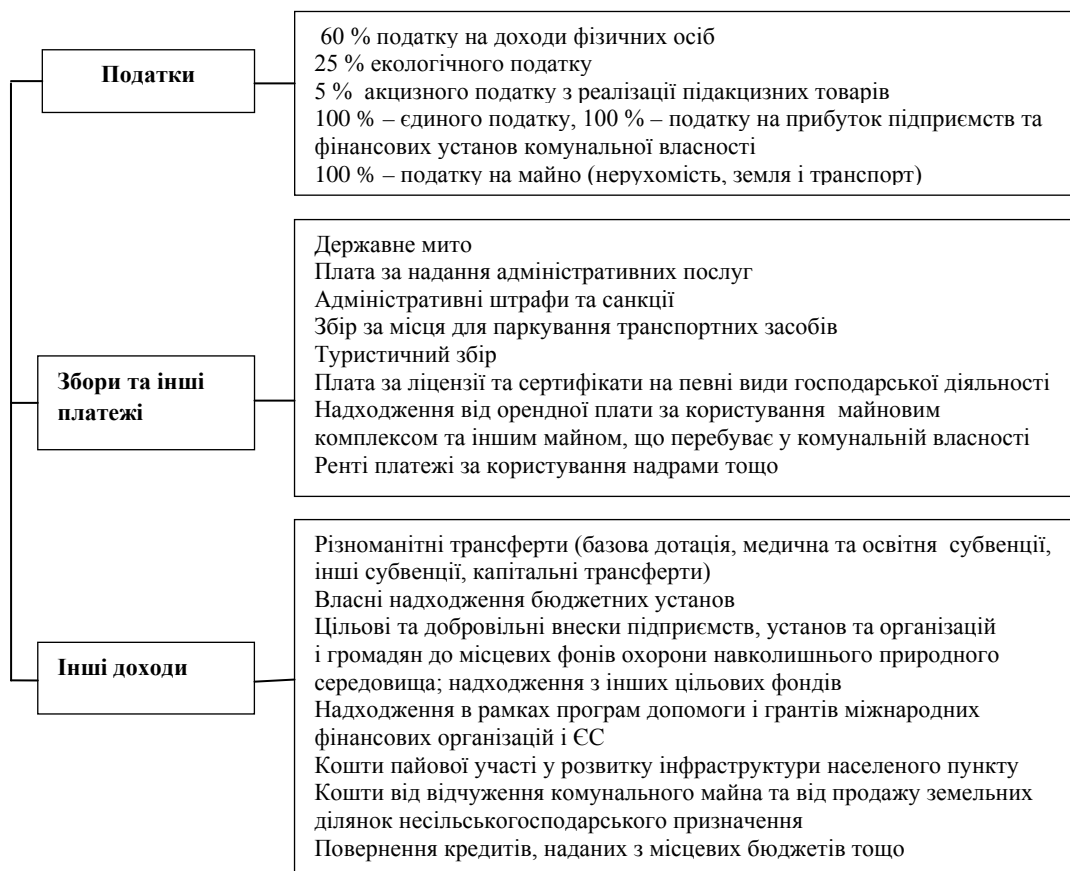 Податки
60 % податку на доходи фізичних осіб
25 % екологічного податку
5 % акцизного податку з реалізації підакцизних товарів
100 % – єдиного податку, 100 % – податку на прибуток підприємств та
фінансових установ комунальної власності
100 % – податку на майно (нерухомість, земля і транспорт)
Збори та інші
платежі
Державне мито
Плата за надання адміністративних послуг
Адміністративні штрафи та санкції
Збір за місця для паркування транспортних засобів
Туристичний збір
Плата за ліцензії та сертифікати на певні види господарської діяльності
Надходження від орендної плати за користування майновим
комплексом та іншим майном, що перебуває у комунальній власності
Ренті платежі за користування надрами тощо
Інші доходи
Різноманітні трансферти (базова дотація, медична та освітня субвенції,
інші субвенції, капітальні трансферти)
Власні надходження бюджетних установ
Цільові та добровільні внески підприємств, установ та організацій
і громадян до місцевих фонів охорони навколишнього природного
середовища; надходження з інших цільових фондів
Надходження в рамках програм допомоги і грантів міжнародних
фінансових організацій і ЄС
Кошти пайової участі у розвитку інфраструктури населеного пункту
Кошти від відчуження комунального майна та від продажу земельних
ділянок несільськогосподарського призначення
Повернення кредитів, наданих з місцевих бюджетів тощо